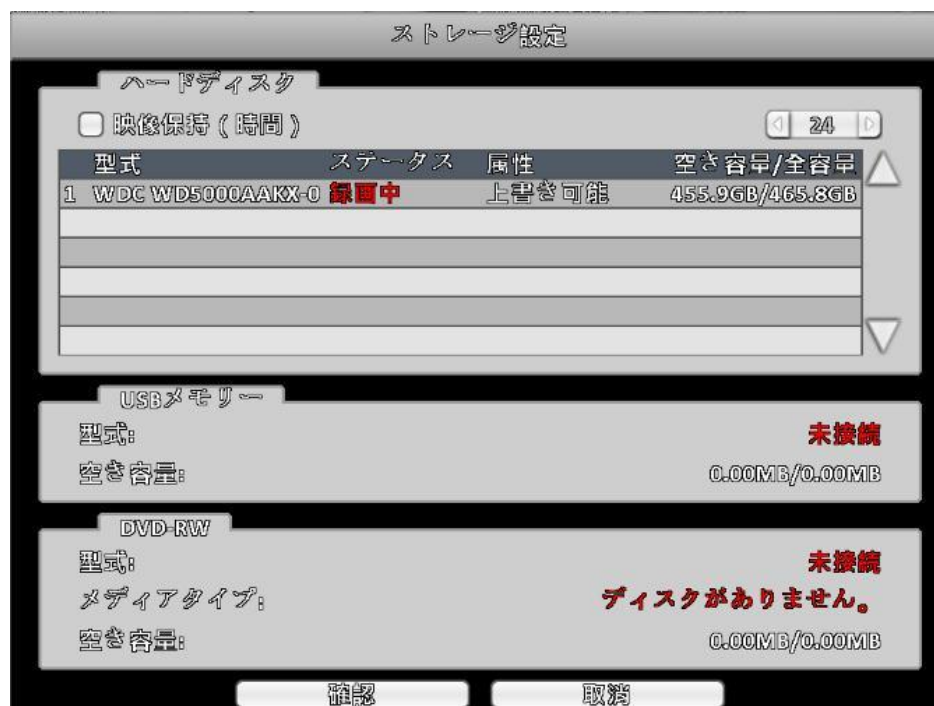 ストレージ設定
ハードディスク
映像保持(時間) 24
型式 ステータス 属性 空き容量/全容量
1 WDC WD5000AAKX-0 録画中 上書き可能 455.9GB/465.8GB
USBメモリー
型式: 未接続
空き容量: 0.00MB/0.00MB
DVD-RW
型式: 未接続
メディアタイプ: ディスクがありません。
空き容量: 0.00MB/0.00MB
確認 取消